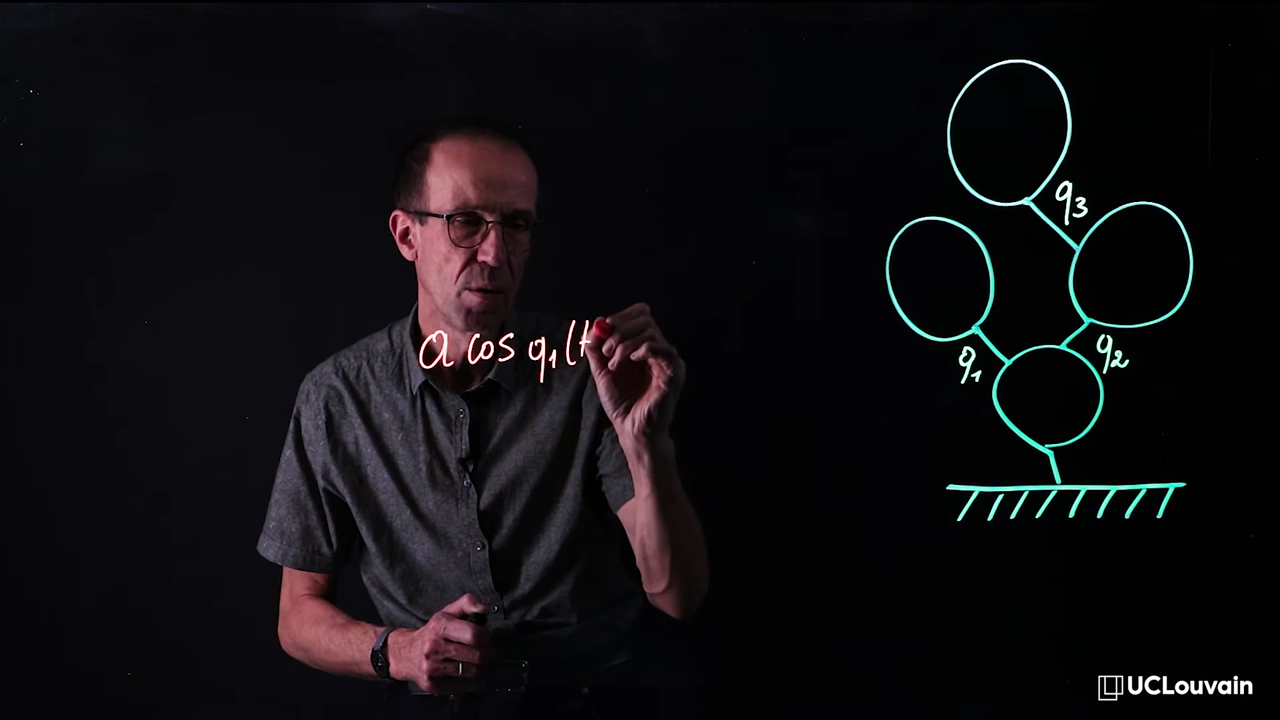 a cos q₁(t
q₃
q₁
q₂
UCLouvain